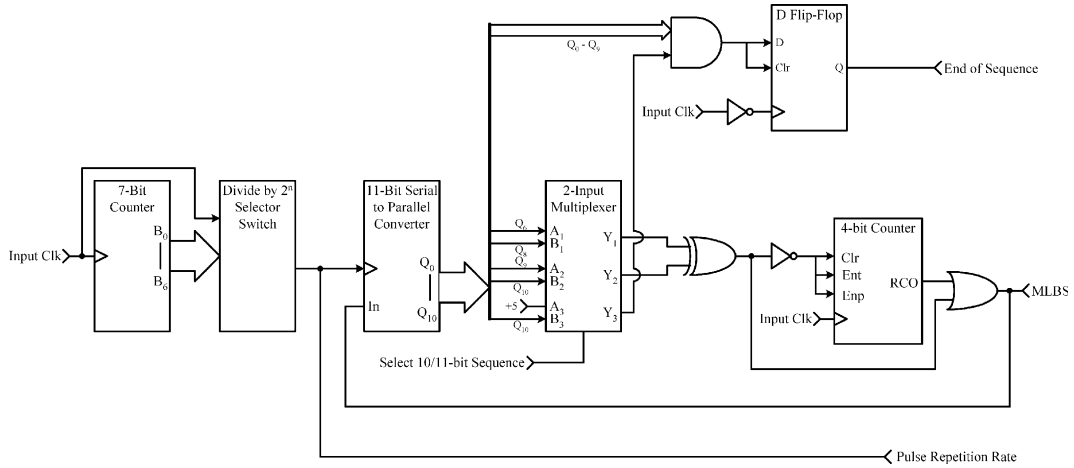 D Flip-Flop
Q0 - Q9
D
Clr
Q
End of Sequence
Input Clk
7-Bit
Counter
B0
B6
Input Clk
Divide by 2n
Selector
Switch
11-Bit Serial
to Parallel
Converter
Q0
In
Q10
2-Input
Multiplexer
Q6
A1
B1
Q8
Q9
A2
B2
Q10
+5
A3
B3
Q10
Y1
Y2
Y3
Select 10/11-bit Sequence
4-bit Counter
Clr
Ent
Enp
RCO
Input Clk
MLBS
Pulse Repetition Rate